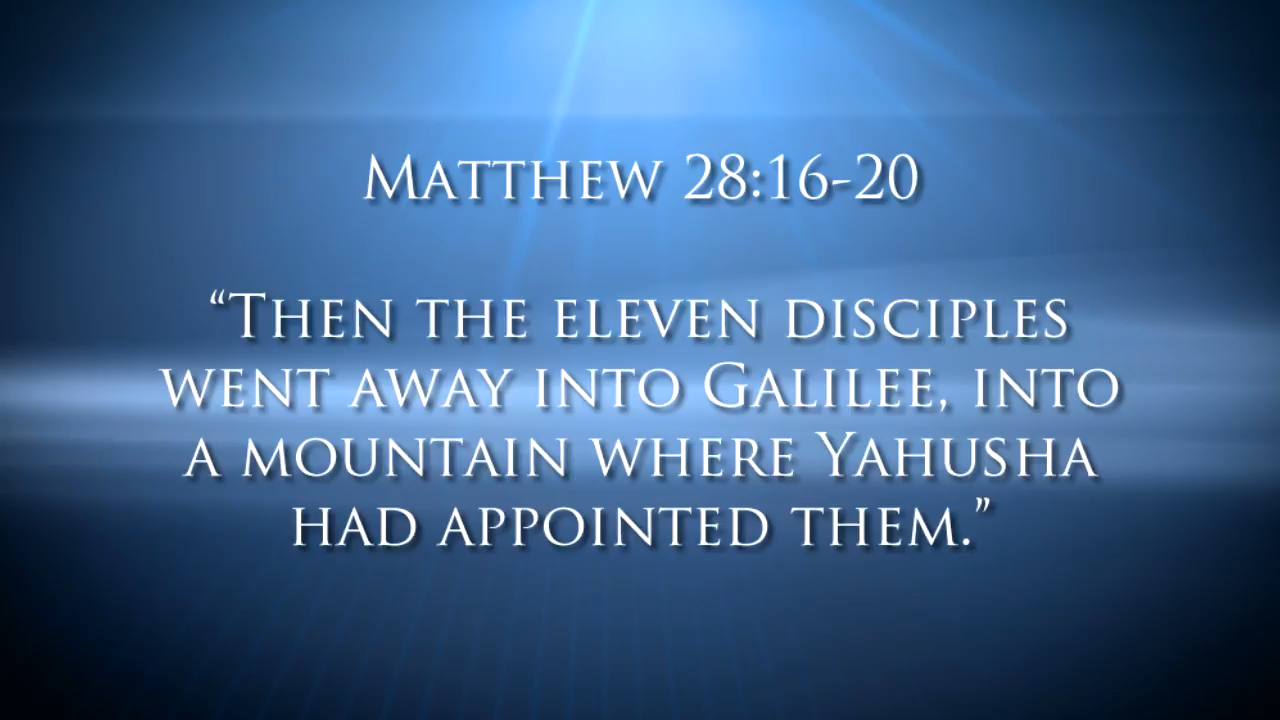 Matthew 28:16-20
“Then the eleven disciples
went away into Galilee, into
a mountain where Yahusha
had appointed them.”